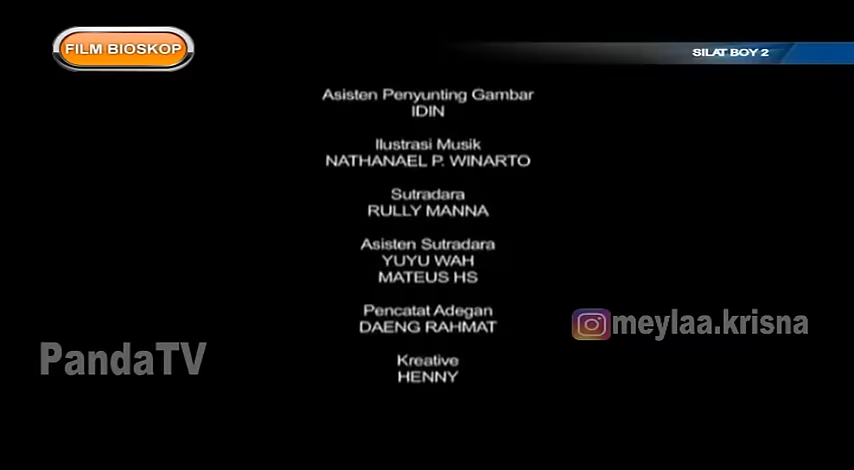 FILM BIOSKOP
SILAT BOY 2
Asisten Penyunting Gambar
IDIN
Ilustrasi Musik
NATHANAEL P. WINARTO
Sutradara
RULLY MANNA
Asisten Sutradara
YUYU WAH
MATEUS HS
Pencatat Adegan
DAENG RAHMAT
meylaa.krisna
PandaTV
Kreative
HENNY